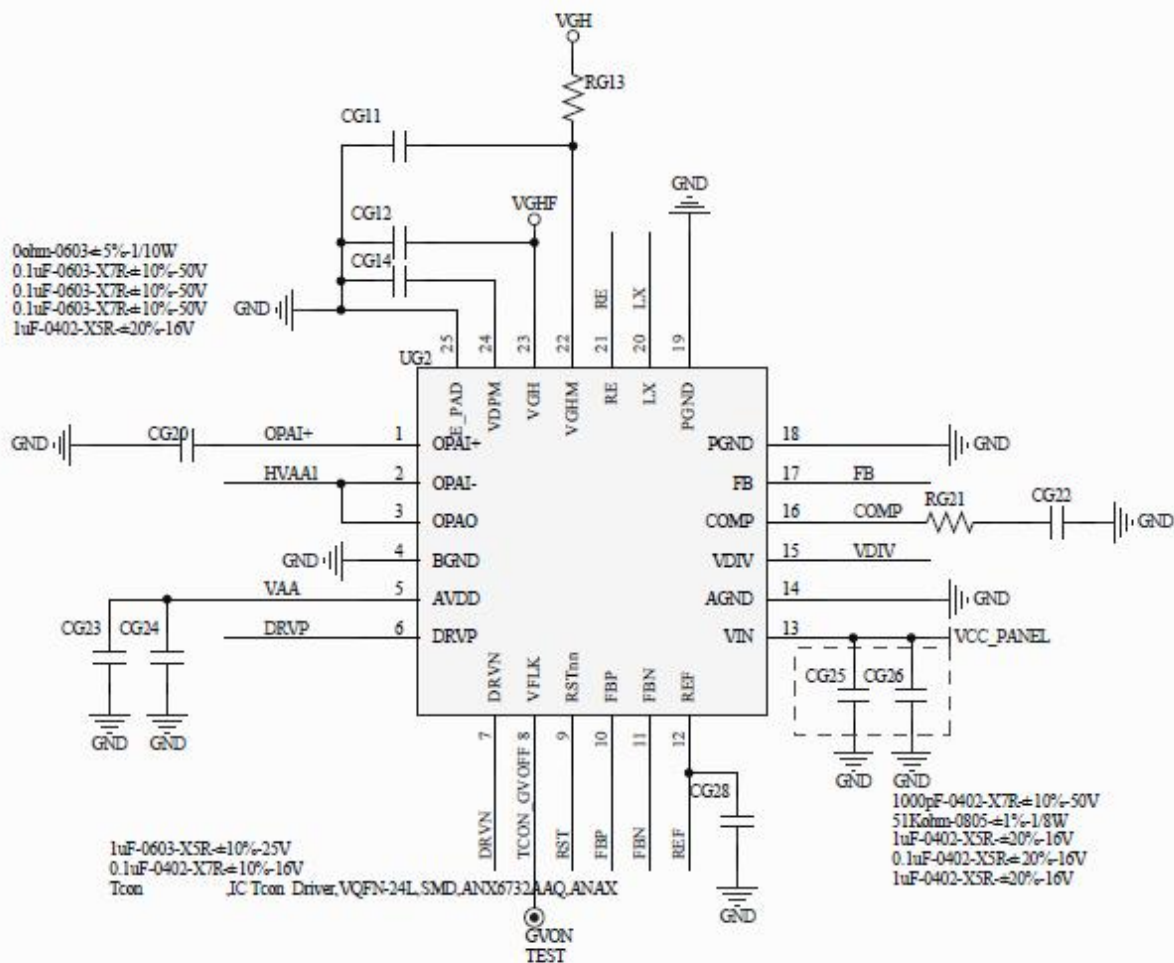 VGH
RG13
CG11
GND
CG12
VGHF
0ohm-0603-±5%-1/10W
0.1uF-0603-X7R-±10%-50V
0.1uF-0603-X7R-±10%-50V
0.1uF-0603-X7R-±10%-50V
1uF-0402-X5R-±20%-16V
CG14
GND
RE
LX
25
24
23
22
21
20
19
UG2
E_PAD
VDPM
VGH
VGHM
RE
LX
PGND
GND
CG20
OPAI+
1
OPAI+
PGND
18
GND
HVAA1
2
OPAI-
FB
17
FB
3
OPAO
COMP
16
COMP
RG21
CG22
GND
GND
4
BGND
VDIV
15
VDIV
VAA
5
AVDD
AGND
14
GND
CG23
CG24
DRVP
6
DRVP
VIN
13
VCC_PANEL
CG25
CG26
DRVN
VFLK
RSTnn
FBP
FBN
REF
GND
GND
7
8
9
10
11
12
GND
GND
CG28
DRVN
TCON_GVOFF
RST
FBP
FBN
REF
1000pF-0402-X7R-±10%-50V
51Kohm-0805-±1%-1/8W
1uF-0402-X5R-±20%-16V
0.1uF-0402-X5R-±20%-16V
1uF-0402-X5R-±20%-16V
1uF-0603-X5R-±10%-25V
0.1uF-0402-X7R-±10%-16V
Tcon ,IC Tcon Driver,VQFN-24L,SMD,ANX6732AAQ,ANAX
GND
GVON
TEST